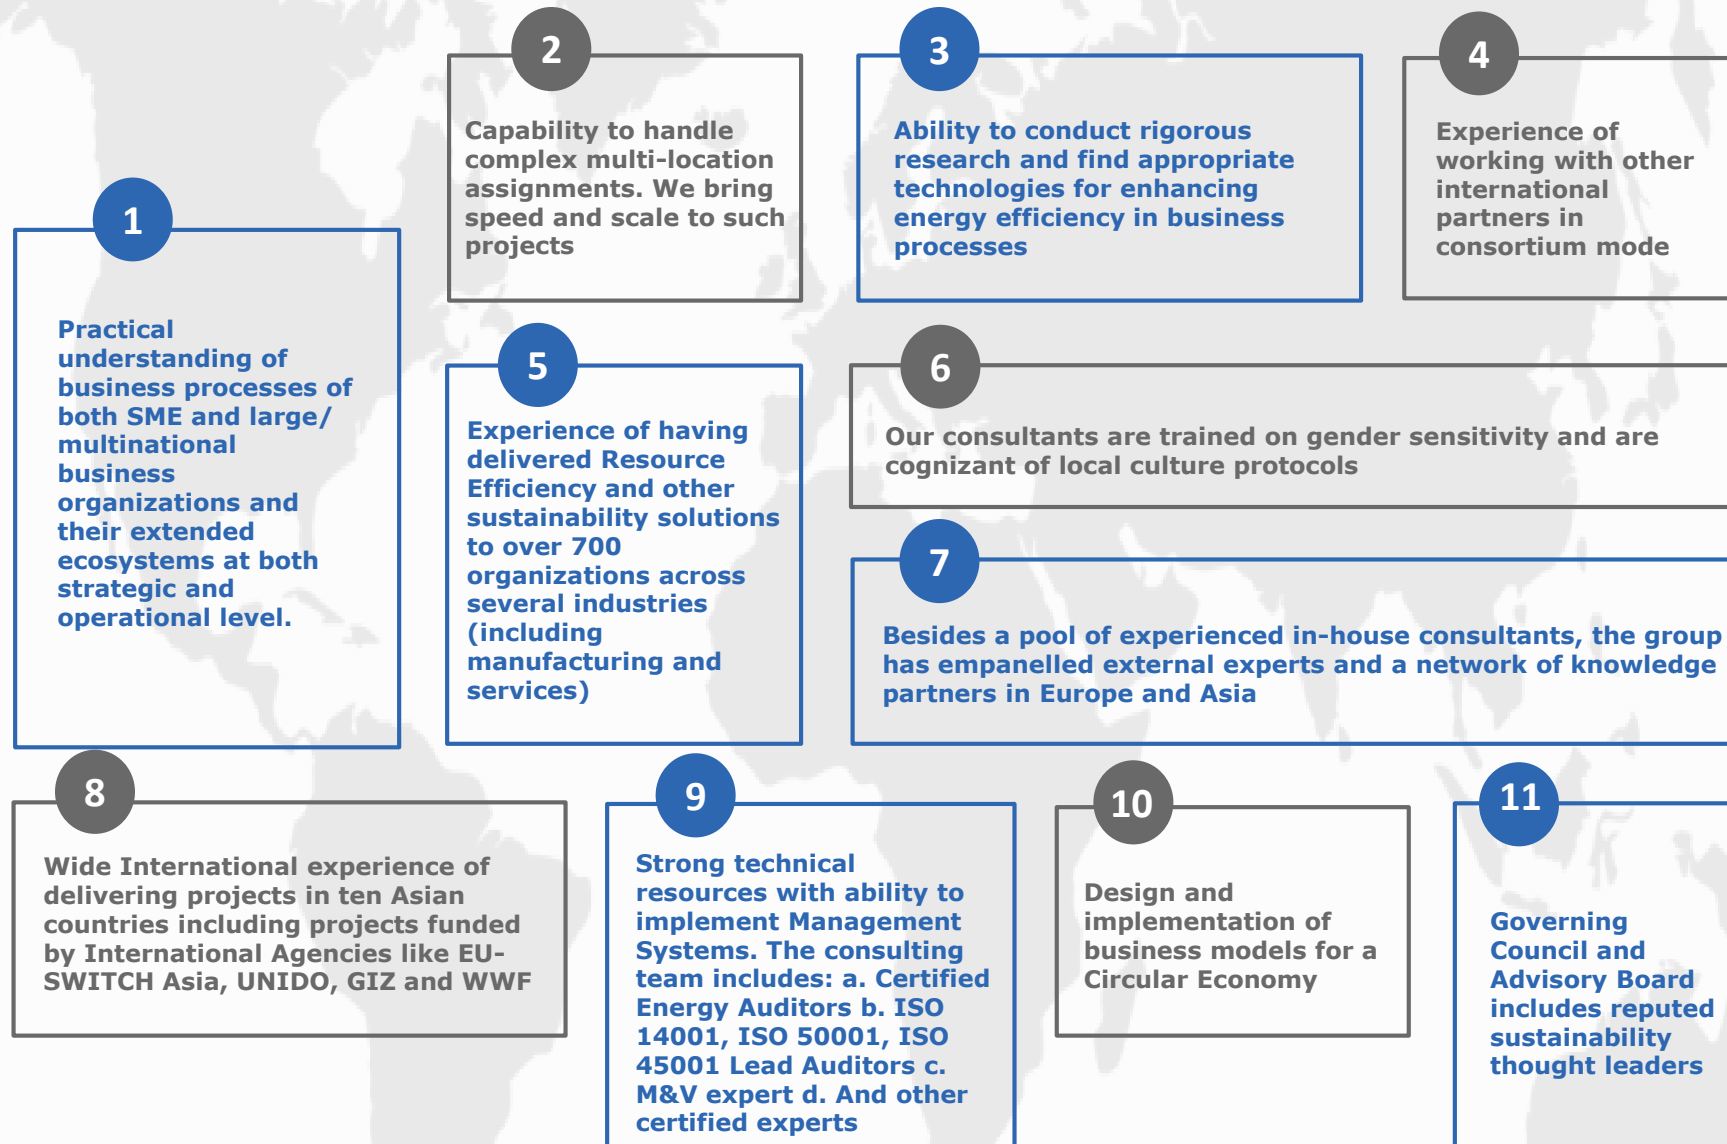 1
Practical
understanding of
business processes of
both SME and large/
multinational
business
organizations and
their extended
ecosystems at both
strategic and
operational level.
2
Capability to handle
complex multi-location
assignments. We bring
speed and scale to such
projects
3
Ability to conduct rigorous
research and find appropriate
technologies for enhancing
energy efficiency in business
processes
4
Experience of
working with other
international
partners in
consortium mode
5
Experience of having
delivered Resource
Efficiency and other
sustainability solutions
to over 700
organizations across
several industries
(including
manufacturing and
services)
6
Our consultants are trained on gender sensitivity and are
cognizant of local culture protocols
7
Besides a pool of experienced in-house consultants, the group
has empanelled external experts and a network of knowledge
partners in Europe and Asia
8
Wide International experience of
delivering projects in ten Asian
countries including projects funded
by International Agencies like EU-
SWITCH Asia, UNIDO, GIZ and WWF
9
Strong technical
resources with ability to
implement Management
Systems. The consulting
team includes: a. Certified
Energy Auditors b. ISO
14001, ISO 50001, ISO
45001 Lead Auditors c.
M&V expert d. And other
certified experts
10
Design and
implementation of
business models for a
Circular Economy
11
Governing
Council and
Advisory Board
includes reputed
sustainability
thought leaders